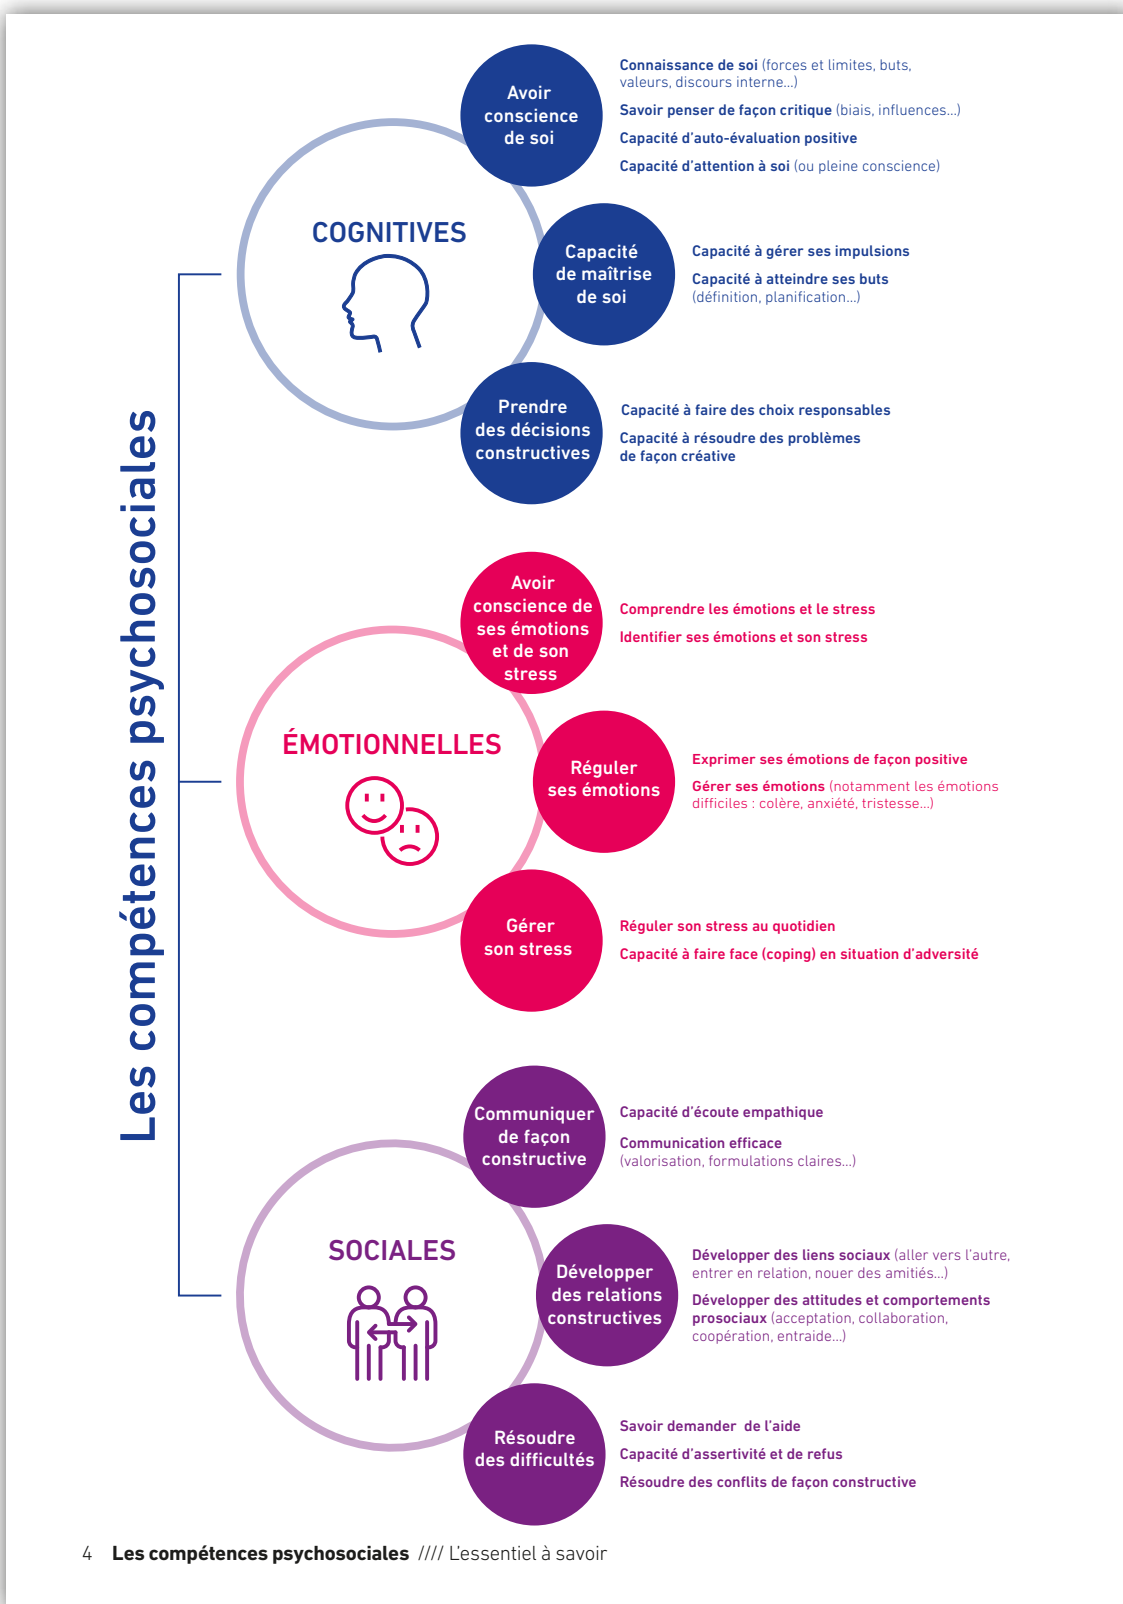 Les compétences psychosociales
COGNITIVES
Avoir
conscience
de soi
Connaissance de soi (forces et limites, buts,
valeurs, discours interne...)
Savoir penser de façon critique (biais, influences...)
Capacité d'auto-évaluation positive
Capacité d'attention à soi (ou pleine conscience)
Capacité
de maîtrise
de soi
Capacité à gérer ses impulsions
Capacité à atteindre ses buts
(définition, planification...)
Prendre
des décisions
constructives
Capacité à faire des choix responsables
Capacité à résoudre des problèmes
de façon créative
ÉMOTIONNELLES
Avoir
conscience de
ses émotions
et de son
stress
Comprendre les émotions et le stress
Identifier ses émotions et son stress
Réguler
ses émotions
Exprimer ses émotions de façon positive
Gérer ses émotions (notamment les émotions
difficiles : colère, anxiété, tristesse...)
Gérer
son stress
Réguler son stress au quotidien
Capacité à faire face (coping) en situation d'adversité
SOCIALES
Communiquer
de façon
constructive
Capacité d'écoute empathique
Communication efficace
(valorisation, formulations claires...)
Développer
des relations
constructives
Développer des liens sociaux (aller vers l'autre,
entrer en relation, nouer des amitiés...)
Développer des attitudes et comportements
prosociaux (acceptation, collaboration,
coopération, entraide...)
Résoudre
des difficultés
Savoir demander de l'aide
Capacité d'assertivité et de refus
Résoudre des conflits de façon constructive
4 Les compétences psychosociales //// L'essentiel à savoir